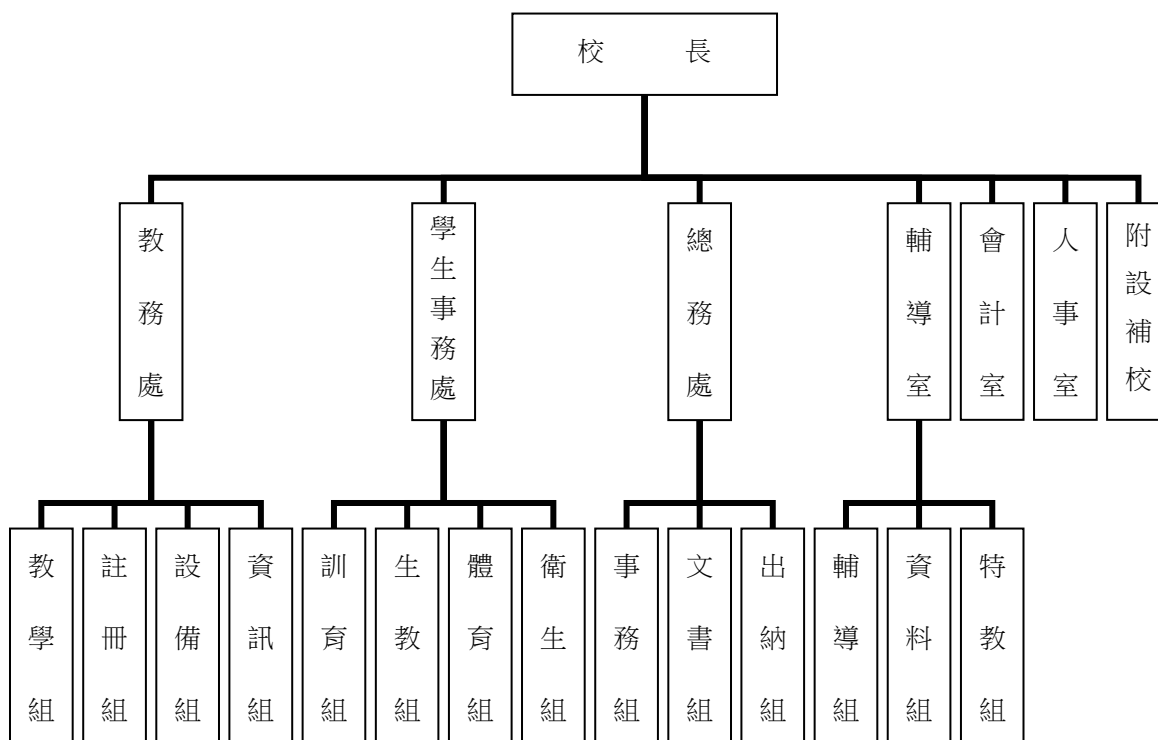 校長
教務處
學生事務處
總務處
輔導室
會計室
人事室
附設補校
教學組
註冊組
設備組
資訊組
訓育組
生教組
體育組
衛生組
事務組
文書組
出納組
輔導組
資料組
特教組